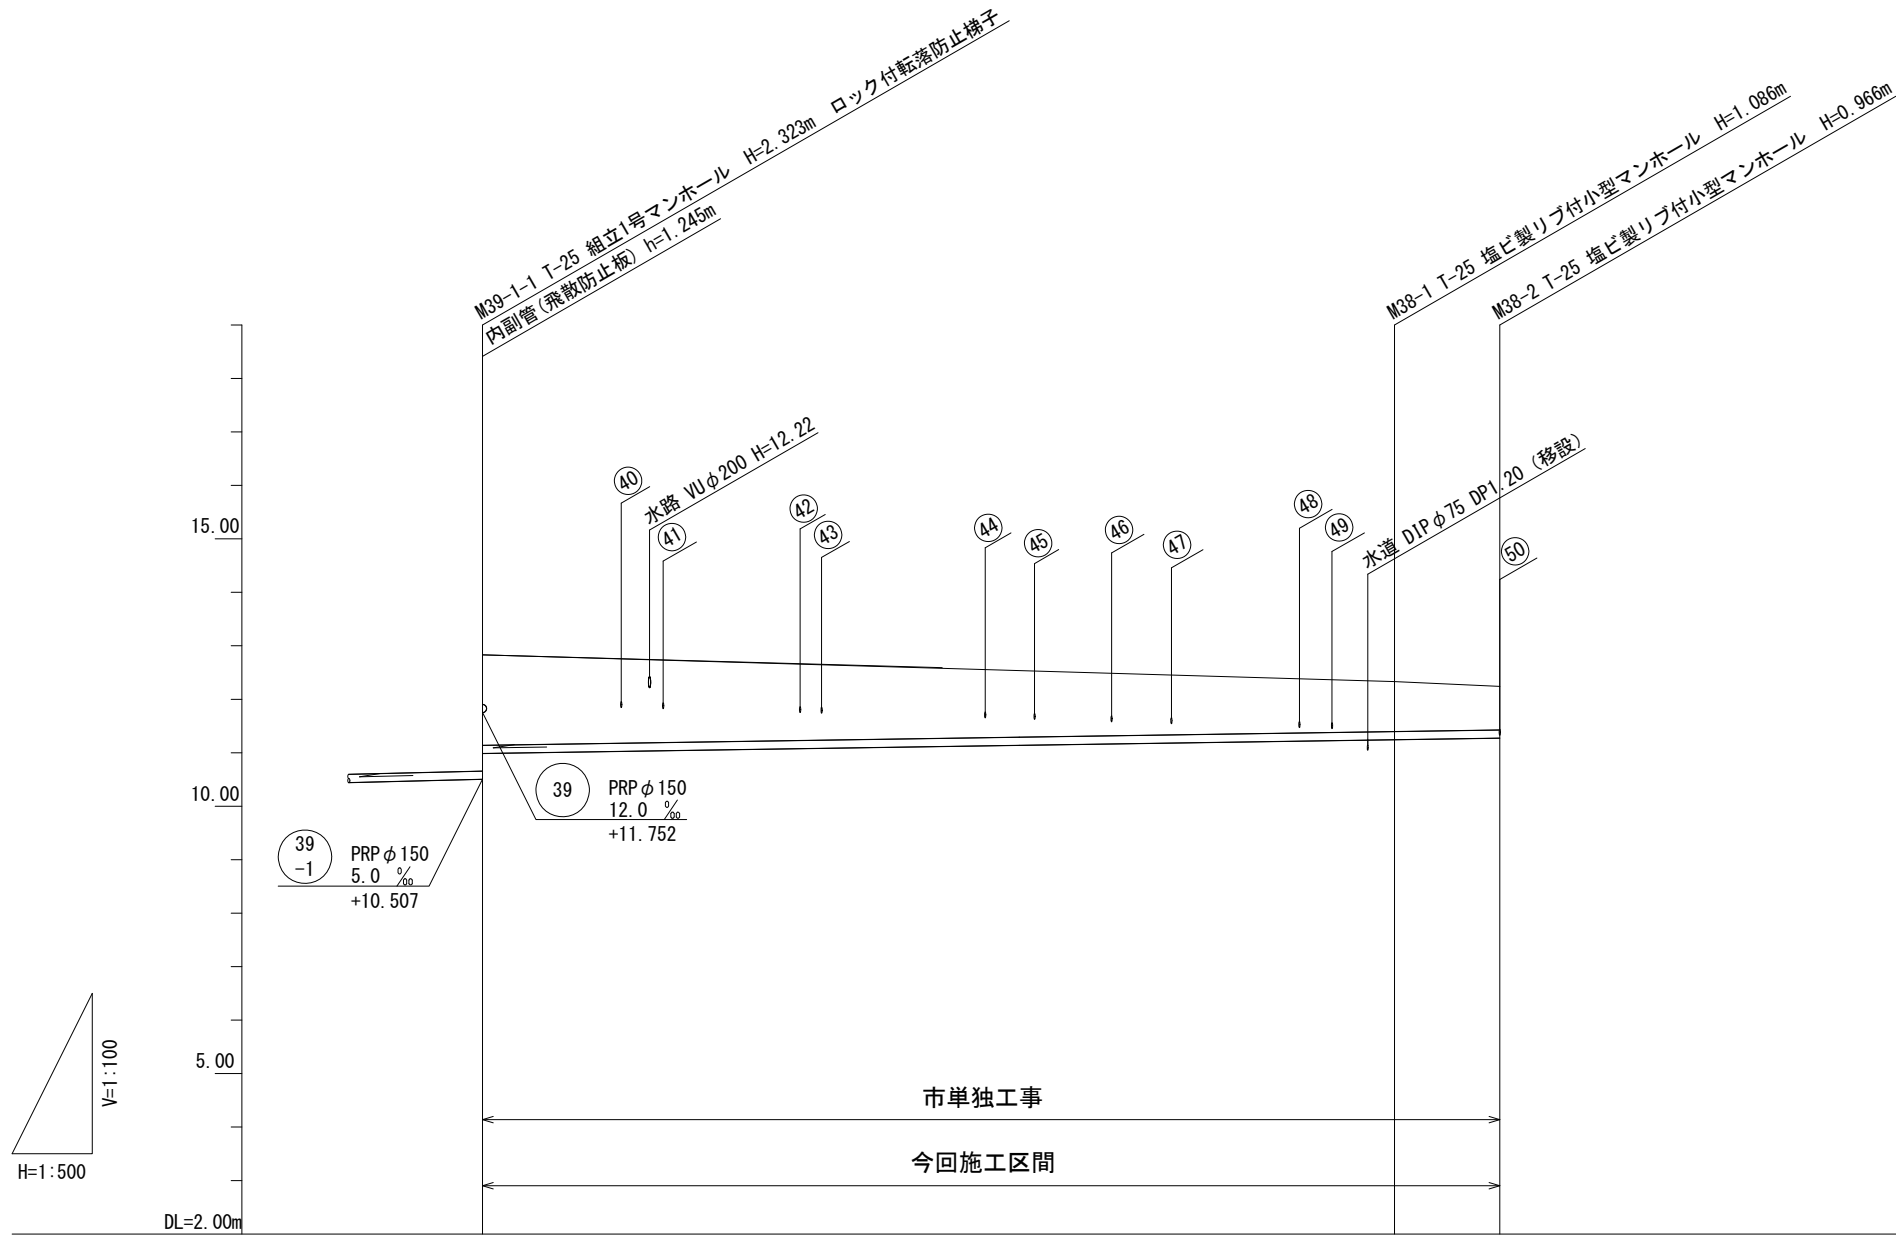 M39-1-1 T-25 組立1号マンホール H=2.323m ロック付転落防止梯子
内副管(飛散防止板) h=1.245m
M38-1 T-25 塩ビ製リブ付小型マンホール H=1.086m
M38-2 T-25 塩ビ製リブ付小型マンホール H=0.966m
40
水路 VUφ200 H=12.22
41
42
43
44
45
46
47
48
49
水道 DIPφ75 DP1.20 (移設)
50
15.00
10.00
5.00
DL=2.00m
39
PRPφ150
12.0 ‰
+11.752
39
-1
PRPφ150
5.0 ‰
+10.507
V=1:100
H=1:500
市単独工事
今回施工区間